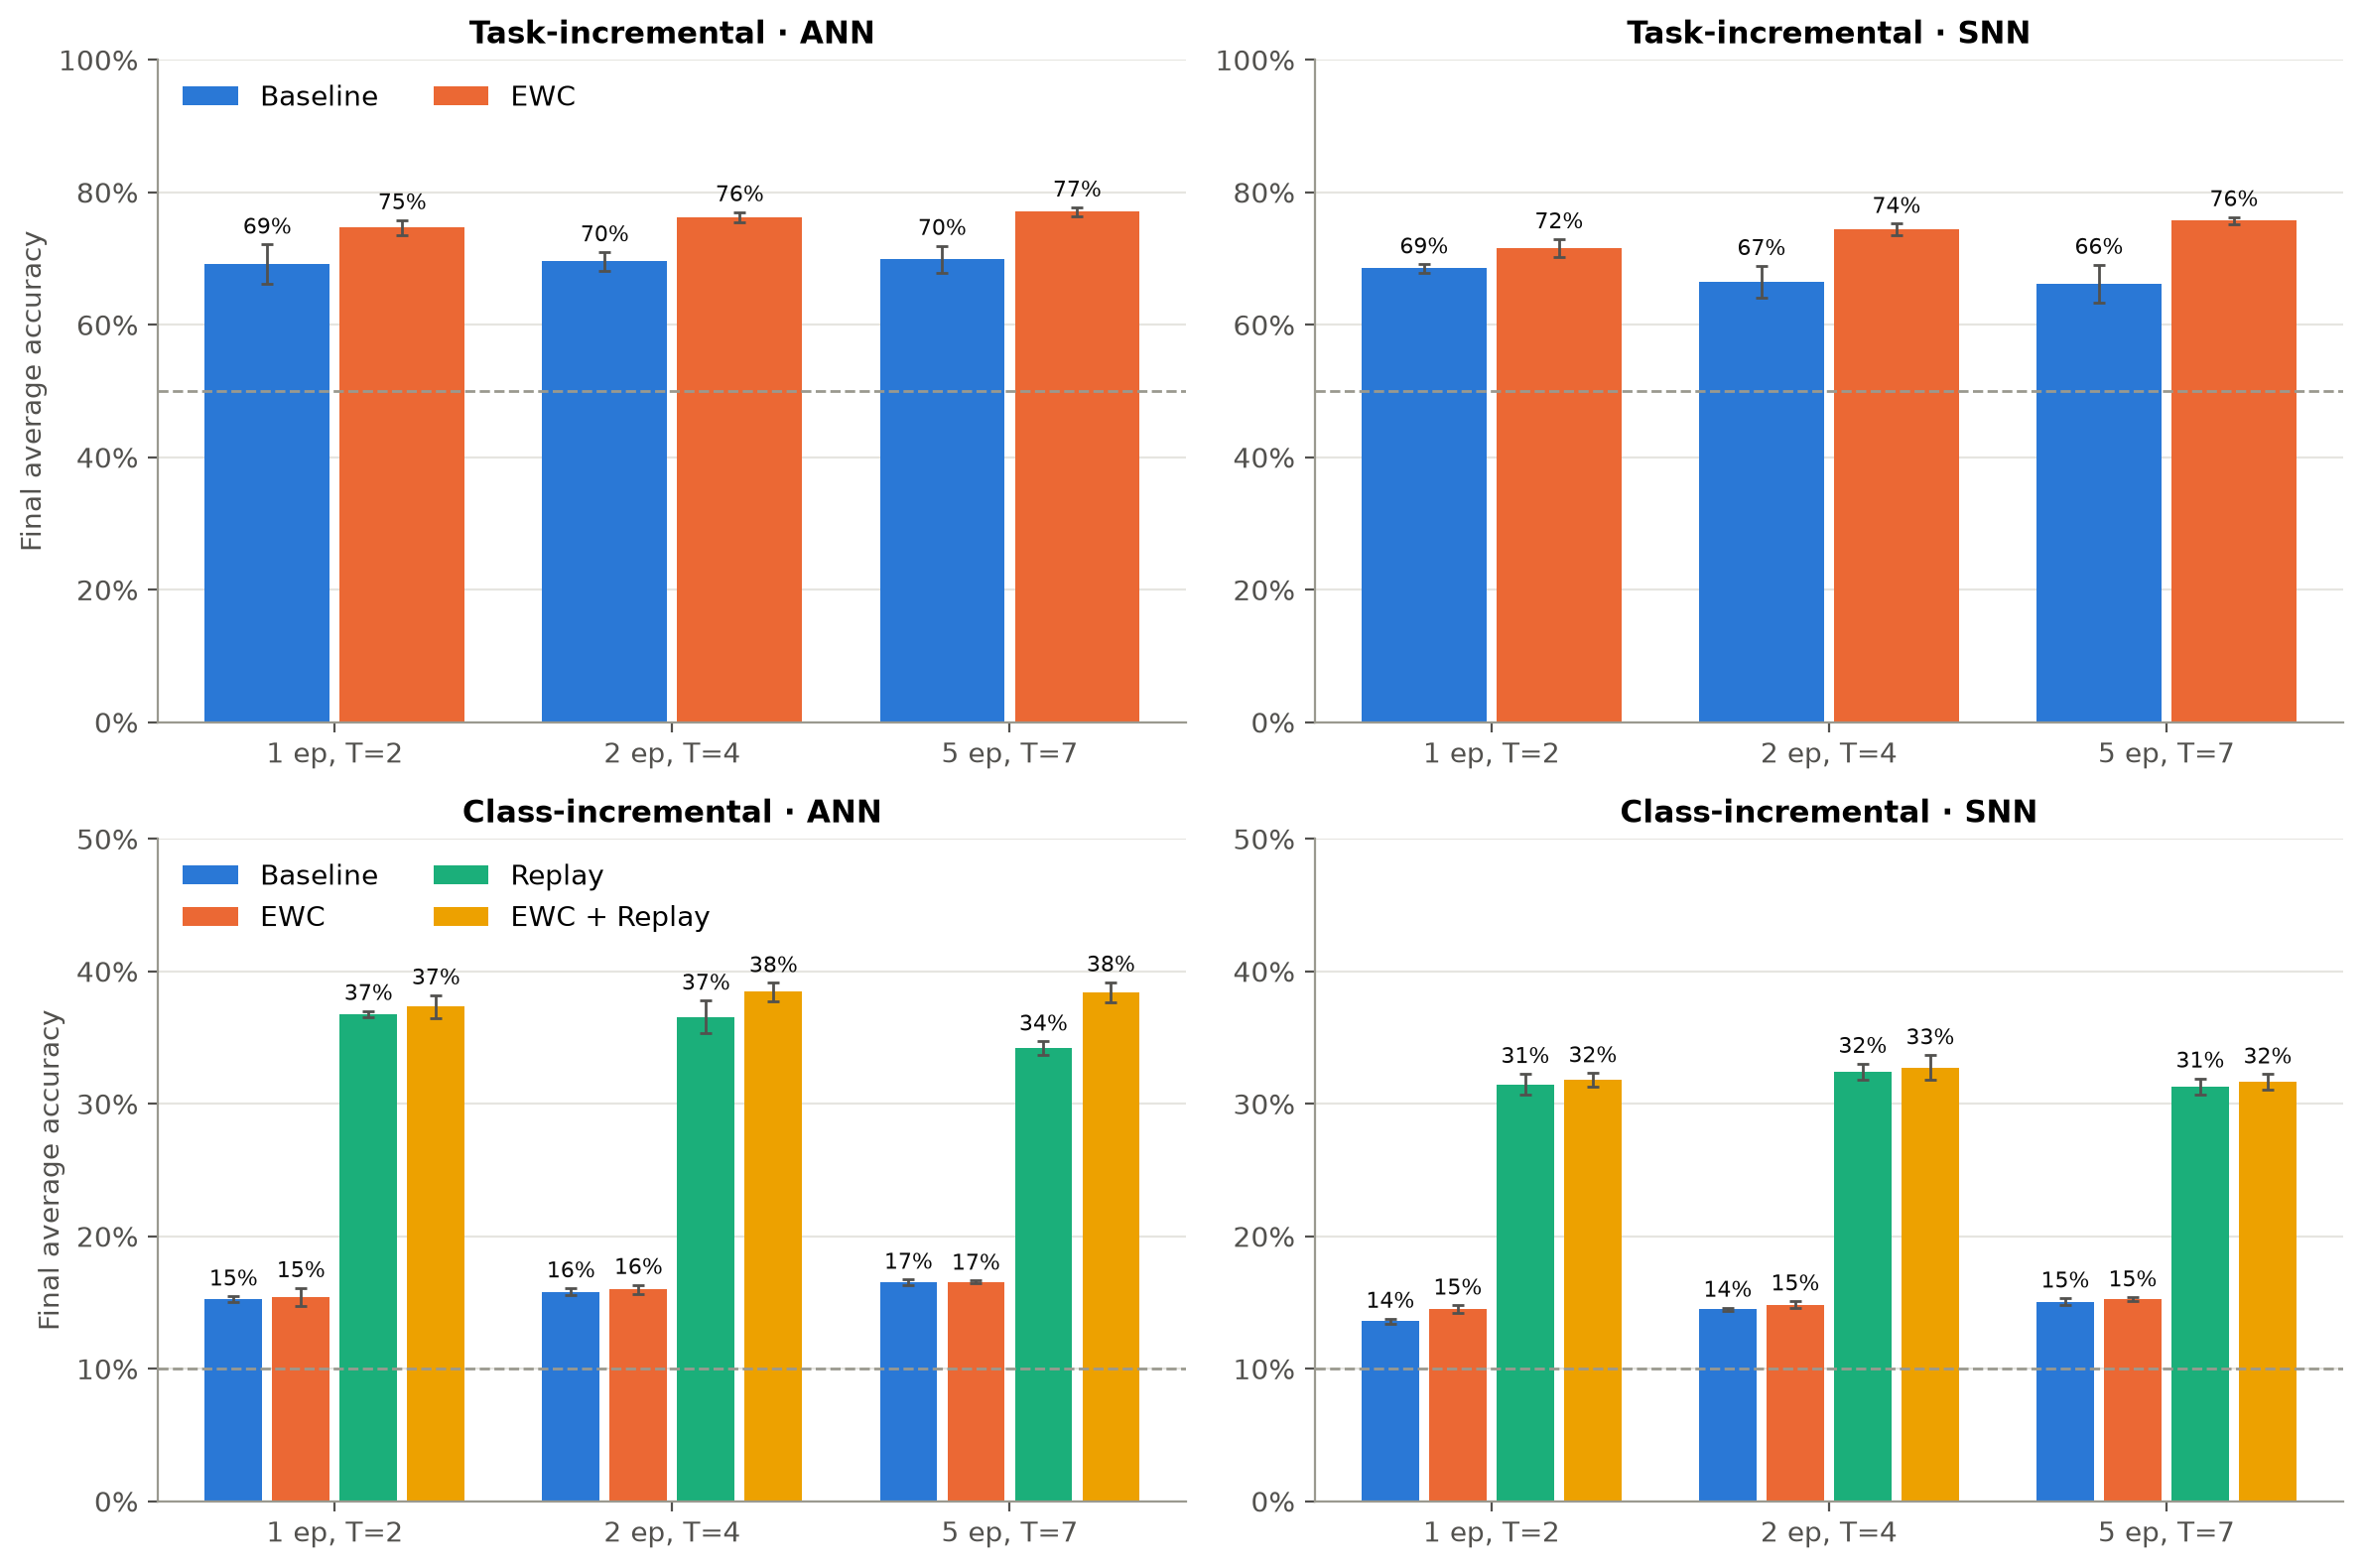 Task-incremental · ANN
Final average accuracy
100%
80%
60%
40%
20%
0%
Baseline
EWC
69%
75%
70%
76%
70%
77%
1 ep, T=2
2 ep, T=4
5 ep, T=7
Task-incremental · SNN
100%
80%
60%
40%
20%
0%
69%
72%
67%
74%
66%
76%
1 ep, T=2
2 ep, T=4
5 ep, T=7
Class-incremental · ANN
Final average accuracy
50%
40%
30%
20%
10%
0%
Baseline
EWC
Replay
EWC + Replay
15%
15%
37%
37%
16%
16%
37%
38%
17%
17%
34%
38%
1 ep, T=2
2 ep, T=4
5 ep, T=7
Class-incremental · SNN
50%
40%
30%
20%
10%
0%
14%
15%
31%
32%
14%
15%
32%
33%
15%
15%
31%
32%
1 ep, T=2
2 ep, T=4
5 ep, T=7